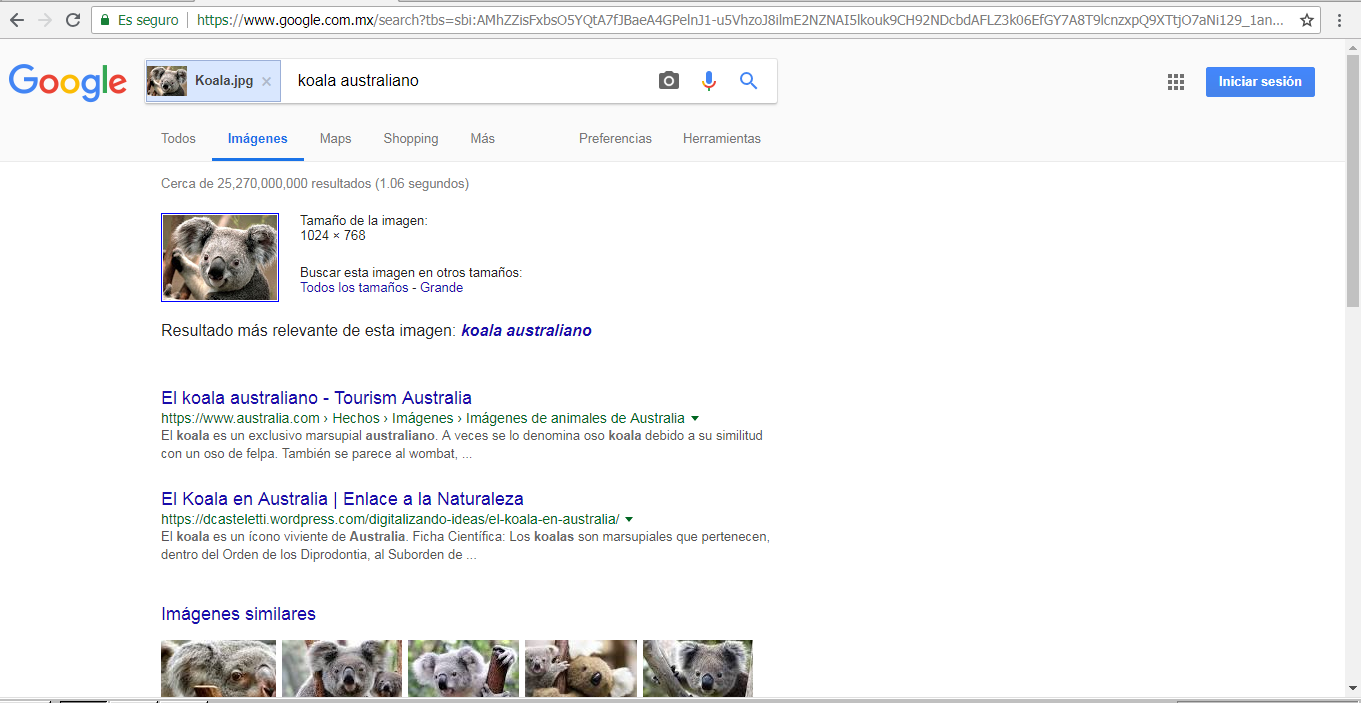 Es seguro
https://www.google.com.mx/search?tbs=sbi:AMhZZisFxbsO5YQtA7fJBaeA4GPelnJ1-u5VhzoJ8ilmE2NZNAI5lkouk9CH92NDcbdAFLZ3k06EfGY7A8T9lcnzxpQ9XTtjO7aNi129_1an...
Google
Koala.jpg ×
koala australiano
Iniciar sesión
Todos Imágenes Maps Shopping Más Preferencias Herramientas
Cerca de 25,270,000,000 resultados (1.06 segundos)
Tamaño de la imagen:
1024 × 768
Buscar esta imagen en otros tamaños:
Todos los tamaños - Grande
Resultado más relevante de esta imagen: koala australiano
El koala australiano - Tourism Australia
https://www.australia.com › Hechos › Imágenes › Imágenes de animales de Australia
El koala es un exclusivo marsupial australiano. A veces se lo denomina oso koala debido a su similitud
con un oso de felpa. También se parece al wombat, ...
El Koala en Australia | Enlace a la Naturaleza
https://dcasteletti.wordpress.com/digitalizando-ideas/el-koala-en-australia/
El koala es un ícono viviente de Australia. Ficha Científica: Los koalas son marsupiales que pertenecen,
dentro del Orden de los Diprodontia, al Suborden de ...
Imágenes similares